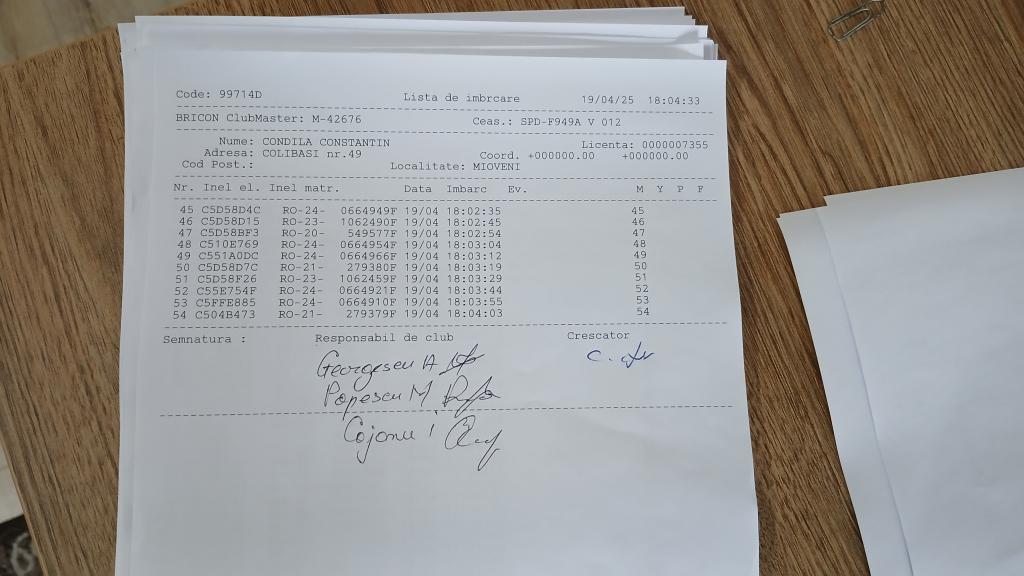 Code: 99714D Lista de imbrcare 19/04/25 18:04:33
BRICON ClubMaster: M-42676 Ceas.: SPD-F949A V 012
Nume: CONDILA CONSTANTIN Licenta: 0000007355
Adresa: COLIBASI nr.49 Coord. +000000.00 +000000.00
Cod Post.: Localitate: MIOVENI
Nr. Inel el. Inel matr. Data Imbarc Ev. M Y P F
45 C5D58D4C RO-24- 0664949F 19/04 18:02:35 45
46 C5D58D15 RO-23- 1062490F 19/04 18:02:45 46
47 C5D58BF3 RO-20- 549577F 19/04 18:02:54 47
48 C510E769 RO-24- 0664954F 19/04 18:03:04 48
49 C551A0DC RO-24- 0664966F 19/04 18:03:12 49
50 C5D58D7C RO-21- 279380F 19/04 18:03:19 50
51 C5D58F26 RO-23- 1062459F 19/04 18:03:29 51
52 C55E754F RO-24- 0664921F 19/04 18:03:44 52
53 C5FFE885 RO-24- 0664910F 19/04 18:03:55 53
54 C504B473 RO-21- 279379F 19/04 18:04:03 54
Semnatura : Responsabil de club Crescator
Georgescu A
Popescu M
Cojanu i